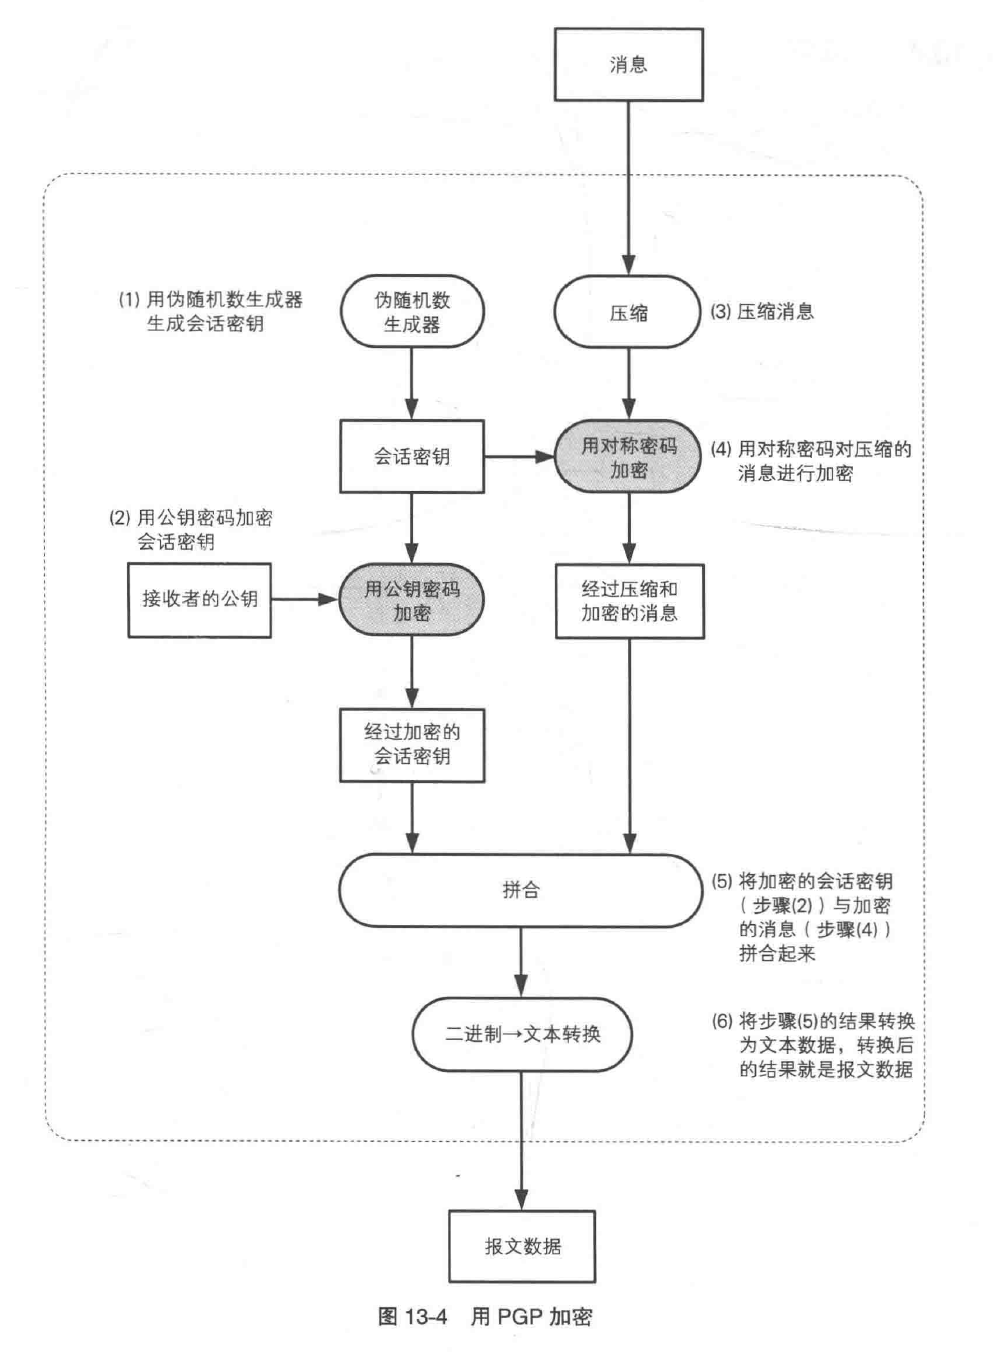 消息
(1) 用伪随机数生成器
生成会话密钥
伪随机数
生成器
压缩
(3) 压缩消息
会话密钥
用对称密码
加密
(4) 用对称密码对压缩的
消息进行加密
(2) 用公钥密码加密
会话密钥
接收者的公钥
用公钥密码
加密
经过压缩和
加密的消息
经过加密的
会话密钥
拼合
(5) 将加密的会话密钥
(步骤(2))与加密
的消息(步骤(4))
拼合起来
二进制→文本转换
(6) 将步骤(5)的结果转换
为文本数据，转换后
的结果就是报文数据
报文数据
图 13-4 用 PGP 加密